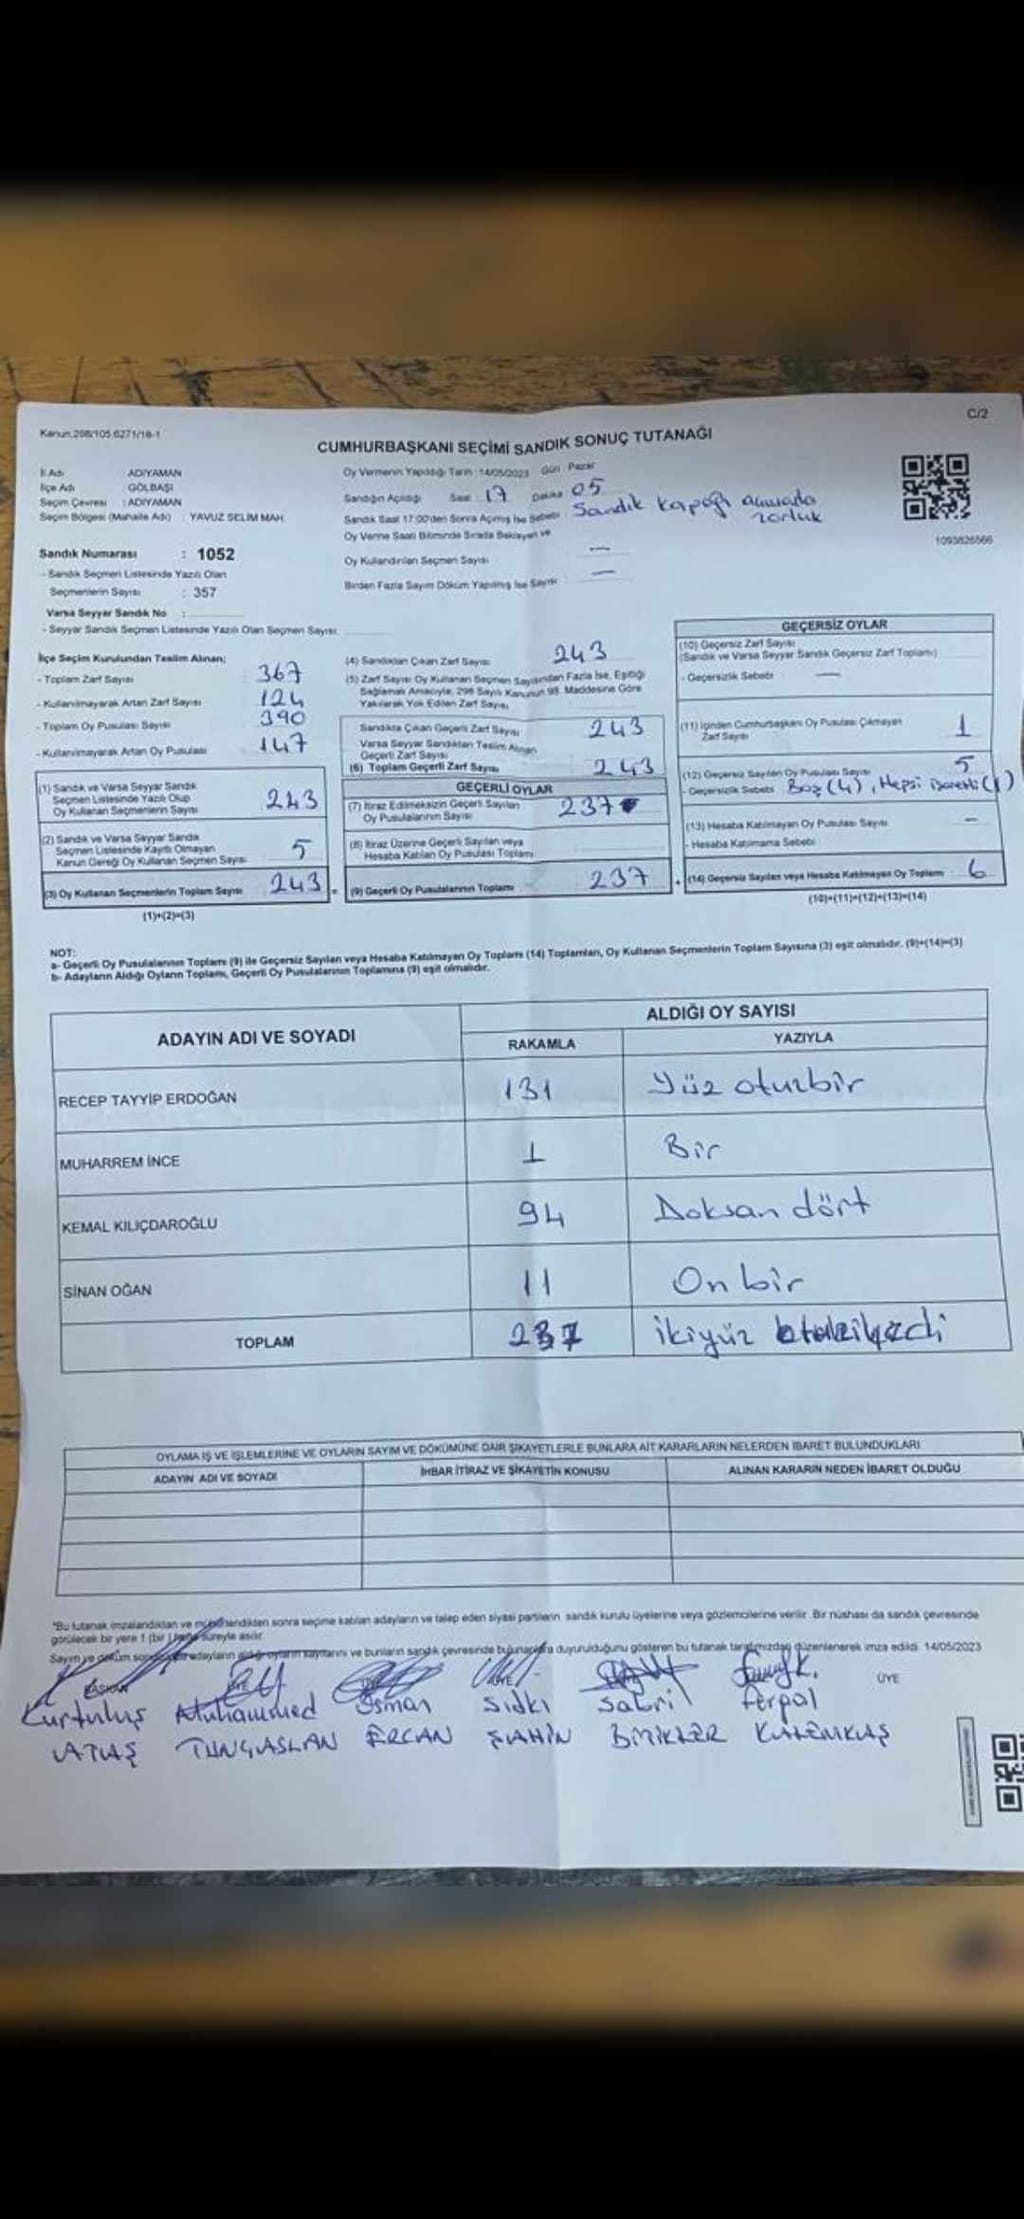 C/2
Kanun:298/105 6271/18-1
CUMHURBAŞKANI SEÇİMİ SANDIK SONUÇ TUTANAĞI
İl Adı ADIYAMAN
İlçe Adı GÖLBAŞI
Seçim Çevresi : ADIYAMAN
Seçim Bölgesi (Mahalle Adı) : YAVUZ SELİM MAH.
Oy Vermenin Yapıldığı Tarih : 14/05/2023 Gün : Pazar
Sandığın Açıldığı Saat : 17 Dakika 05
Sandık Saat 17:00'den Sonra Açılmış İse Sebebi Sandık kapağı açmada zorluk
Oy Verme Saati Bitiminde Sırada Bekleyen ve
Oy Kullandırılan Seçmen Sayısı : —
Birden Fazla Sayım Döküm Yapılmış İse Sayısı : —
1093826566
Sandık Numarası : 1052
- Sandık Seçmen Listesinde Yazılı Olan
Seçmenlerin Sayısı : 357
Varsa Seyyar Sandık No :
- Seyyar Sandık Seçmen Listesinde Yazılı Olan Seçmen Sayısı:
İlçe Seçim Kurulundan Teslim Alınan;
- Toplam Zarf Sayısı 367
- Kullanılmayarak Artan Zarf Sayısı 124
- Toplam Oy Pusulası Sayısı 390
- Kullanılmayarak Artan Oy Pusulası 147
(1) Sandık ve Varsa Seyyar Sandık
Seçmen Listesinde Yazılı Olup
Oy Kullanan Seçmenlerin Sayısı 243
(2) Sandık ve Varsa Seyyar Sandık
Seçmen Listesinde Kayıtlı Olmayan
Kanun Gereği Oy Kullanan Seçmen Sayısı 5
(3) Oy Kullanan Seçmenlerin Toplam Sayısı 243
(1)+(2)=(3)
(4) Sandıktan Çıkan Zarf Sayısı 243
(5) Zarf Sayısı Oy Kullanan Seçmen Sayısından Fazla İse, Eşitliği
Sağlamak Amacıyla, 298 Sayılı Kanunun 98. Maddesine Göre
Yakılarak Yok Edilen Zarf Sayısı
Sandıkta Çıkan Geçerli Zarf Sayısı 243
Varsa Seyyar Sandıktan Teslim Alınan
Geçerli Zarf Sayısı
(6) Toplam Geçerli Zarf Sayısı 243
GEÇERLİ OYLAR
(7) İtiraz Edilmeksizin Geçerli Sayılan
Oy Pusulalarının Sayısı 237
(8) İtiraz Üzerine Geçerli Sayılan veya
Hesaba Katılan Oy Pusulası Toplamı
(9) Geçerli Oy Pusulalarının Toplamı 237
GEÇERSİZ OYLAR
(10) Geçersiz Zarf Sayısı
(Sandık ve Varsa Seyyar Sandık Geçersiz Zarf Toplamı)
- Geçersizlik Sebebi —
(11) İçinden Cumhurbaşkanı Oy Pusulası Çıkmayan
Zarf Sayısı 1
(12) Geçersiz Sayılan Oy Pusulası Sayısı 5
- Geçersizlik Sebebi Boş (4), Hepsi işaretli (1)
(13) Hesaba Katılmayan Oy Pusulası Sayısı —
- Hesaba Katılmama Sebebi
(14) Geçersiz Sayılan veya Hesaba Katılmayan Oy Toplamı 6
(10)+(11)+(12)+(13)=(14)
NOT:
a- Geçerli Oy Pusulalarının Toplamı (9) ile Geçersiz Sayılan veya Hesaba Katılmayan Oy Toplamı (14) Toplamları, Oy Kullanan Seçmenlerin Toplam Sayısına (3) eşit olmalıdır. (9)+(14)=(3)
b- Adayların Aldığı Oyların Toplamı, Geçerli Oy Pusulalarının Toplamına (9) eşit olmalıdır.
ADAYIN ADI VE SOYADI
ALDIĞI OY SAYISI
RAKAMLA YAZIYLA
RECEP TAYYİP ERDOĞAN 131 Yüz otuzbir
MUHARREM İNCE 1 Bir
KEMAL KILIÇDAROĞLU 94 Doksan dört
SİNAN OĞAN 11 On bir
TOPLAM 237 ikiyüz otuzyedi
OYLAMA İŞ VE İŞLEMLERİNE VE OYLARIN SAYIM VE DÖKÜMÜNE DAİR ŞİKAYETLERLE BUNLARA AİT KARARLARIN NELERDEN İBARET BULUNDUKLARI
ADAYIN ADI VE SOYADI İHBAR İTİRAZ VE ŞİKAYETİN KONUSU ALINAN KARARIN NEDEN İBARET OLDUĞU
*Bu tutanak imzalandıktan ve mühürlendikten sonra seçime katılan adayların ve talep eden siyasi partilerin sandık kurulu üyelerine veya gözlemcilerine verilir. Bir nüshası da sandık çevresinde
görülecek bir yere 1 (bir) hafta süreyle asılır.
Sayım ve döküm sonucu adayların aldığı oyların sayılarını ve bunların sandık çevresinde bulunanlara duyurulduğunu gösteren bu tutanak tarafımızdan düzenlenerek imza edildi. 14/05/2023
BAŞKAN ÜYE ÜYE ÜYE
Kurtuluş Muhammed Osman Sıdkı Sabri Ferpal
ATLAŞ TUNÇASLAN ERCAN ŞAHİN BİTİKLER